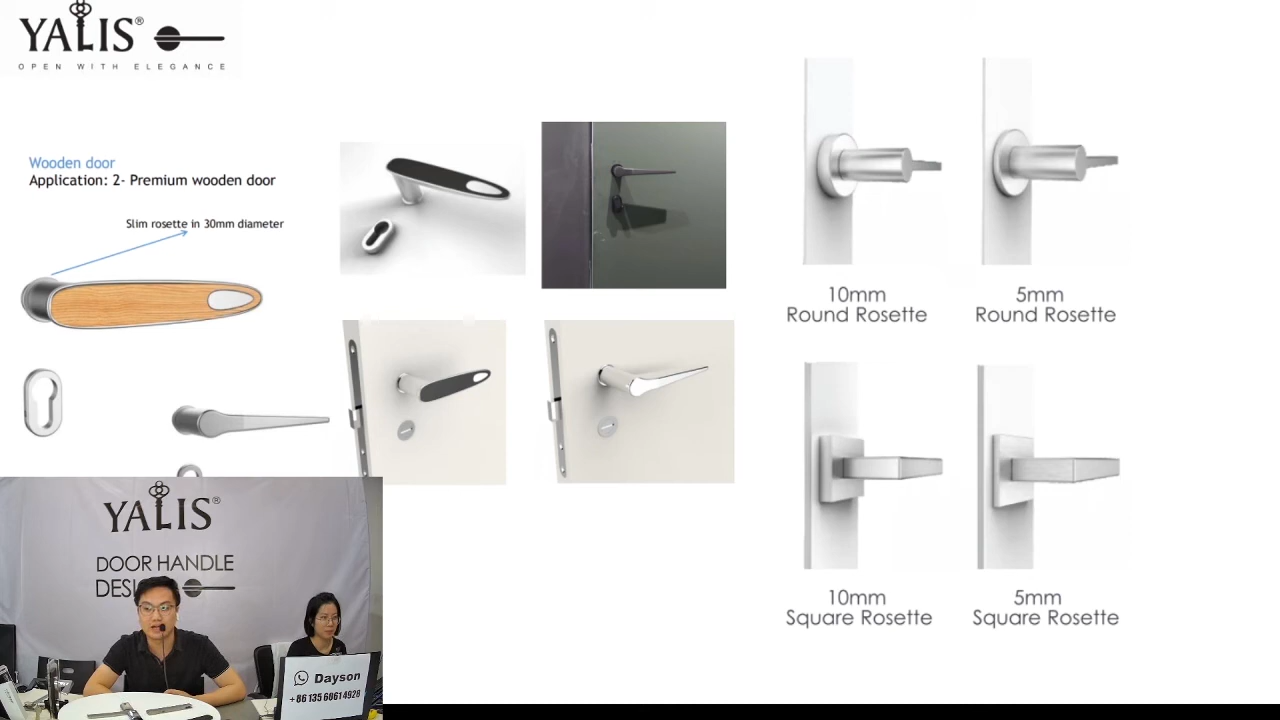 YALIS®
OPEN WITH ELEGANCE
Wooden door
Application: 2- Premium wooden door
Slim rosette in 30mm diameter
10mm
Round Rosette
5mm
Round Rosette
10mm
Square Rosette
5mm
Square Rosette
YALIS®
DOOR HANDLE
Dayson
+86 135 6061 4928